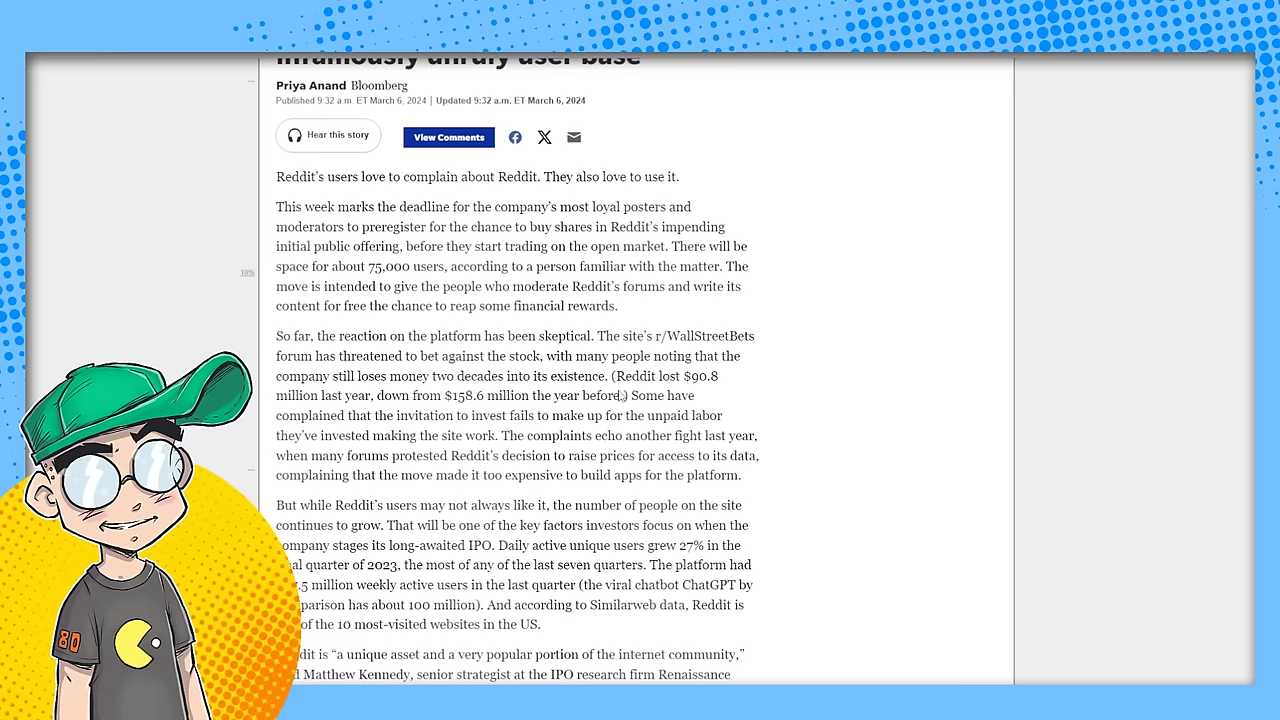 infamously unruly user base
Priya Anand Bloomberg
Published 9:32 a.m. ET March 6, 2024 | Updated 9:32 a.m. ET March 6, 2024
Hear this story
View Comments
Reddit's users love to complain about Reddit. They also love to use it.
This week marks the deadline for the company's most loyal posters and
moderators to preregister for the chance to buy shares in Reddit's impending
initial public offering, before they start trading on the open market. There will be
space for about 75,000 users, according to a person familiar with the matter. The
10%
move is intended to give the people who moderate Reddit's forums and write its
content for free the chance to reap some financial rewards.
So far, the reaction on the platform has been skeptical. The site's r/WallStreetBets
forum has threatened to bet against the stock, with many people noting that the
company still loses money two decades into its existence. (Reddit lost $90.8
million last year, down from $158.6 million the year before.) Some have
complained that the invitation to invest fails to make up for the unpaid labor
they've invested making the site work. The complaints echo another fight last year,
when many forums protested Reddit's decision to raise prices for access to its data,
complaining that the move made it too expensive to build apps for the platform.
But while Reddit's users may not always like it, the number of people on the site
continues to grow. That will be one of the key factors investors focus on when the
company stages its long-awaited IPO. Daily active unique users grew 27% in the
quarter of 2023, the most of any of the last seven quarters. The platform had
.5 million weekly active users in the last quarter (the viral chatbot ChatGPT by
parison has about 100 million). And according to Similarweb data, Reddit is
of the 10 most-visited websites in the US.
is “a unique asset and a very popular portion of the internet community,”
Matthew Kennedy, senior strategist at the IPO research firm Renaissance
80